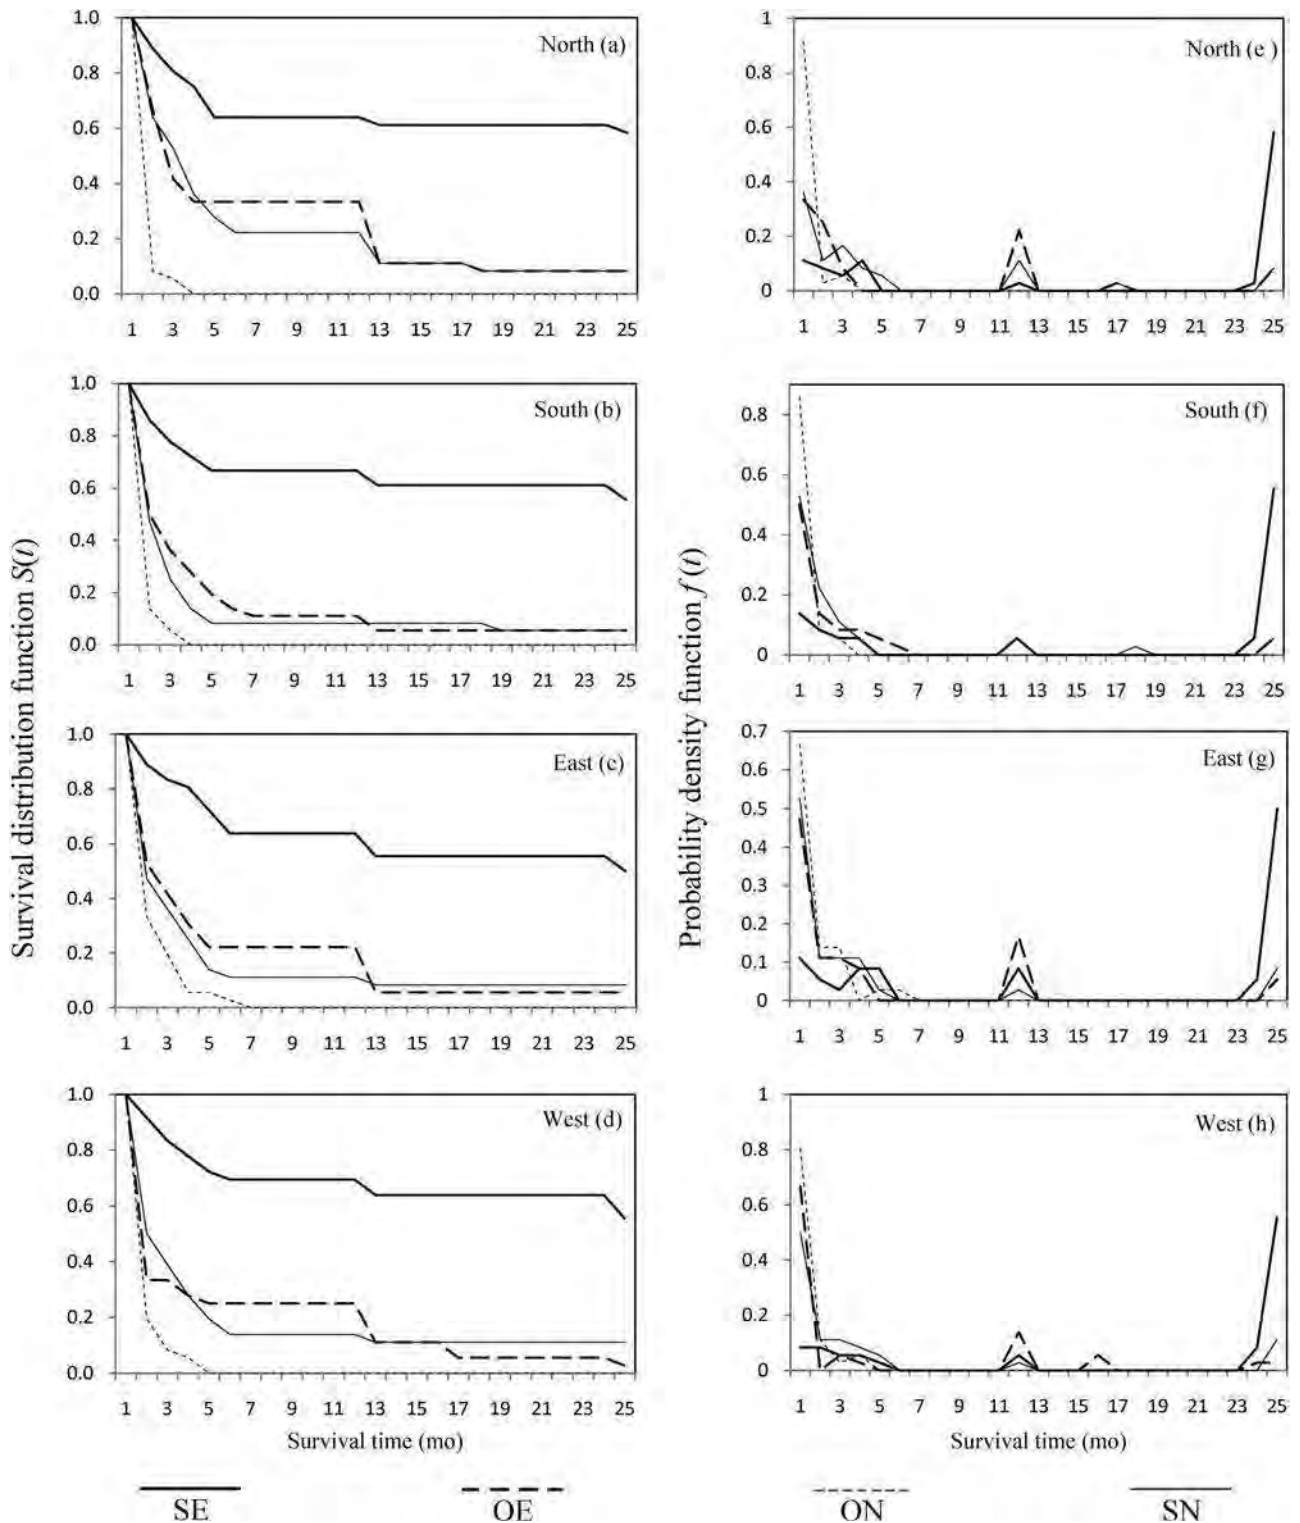 Survival distribution function S(t)
North (a)
1.0
0.8
0.6
0.4
0.2
0.0
1 3 5 7 9 11 13 15 17 19 21 23 25
South (b)
1.0
0.8
0.6
0.4
0.2
0.0
1 3 5 7 9 11 13 15 17 19 21 23 25
East (c)
1.0
0.8
0.6
0.4
0.2
0.0
1 3 5 7 9 11 13 15 17 19 21 23 25
West (d)
1.0
0.8
0.6
0.4
0.2
0.0
1 3 5 7 9 11 13 15 17 19 21 23 25
Survival time (mo)
Probability density function f (t)
North (e )
1
0.8
0.6
0.4
0.2
0
1 3 5 7 9 11 13 15 17 19 21 23 25
South (f)
0.8
0.6
0.4
0.2
0
1 3 5 7 9 11 13 15 17 19 21 23 25
East (g)
0.7
0.6
0.5
0.4
0.3
0.2
0.1
0
1 3 5 7 9 11 13 15 17 19 21 23 25
West (h)
1
0.8
0.6
0.4
0.2
0
1 3 5 7 9 11 13 15 17 19 21 23 25
Survival time (mo)
SE OE ON SN